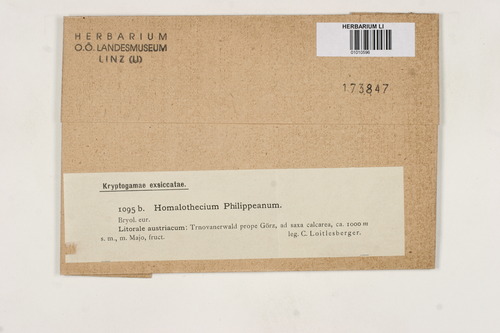 HERBARIUM
O.Ö. LANDESMUSEUM
LINZ (LI)
HERBARIUM LI
01010596
173847
Kryptogamae exsiccatae.
1095 b. Homalothecium Philippeanum.
Bryol. eur.
Litorale austriacum: Trnovanerwald prope Görz, ad saxa calcarea, ca. 1000 m
s. m., m. Majo, fruct. leg. C. Loitlesberger.